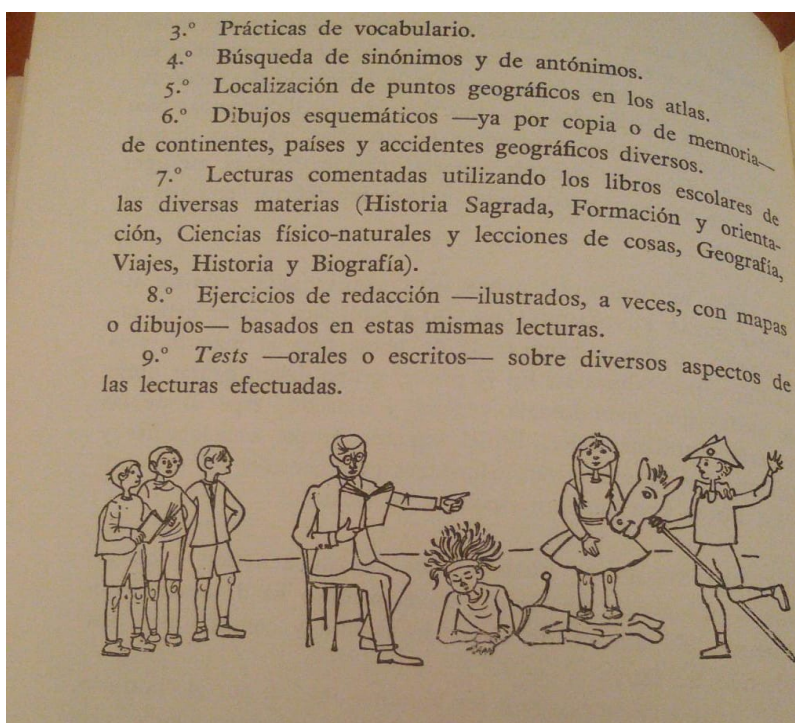 3.º Prácticas de vocabulario.
4.º Búsqueda de sinónimos y de antónimos.
5.º Localización de puntos geográficos en los atlas.
6.º Dibujos esquemáticos —ya por copia o de memoria—
de continentes, países y accidentes geográficos diversos.
7.º Lecturas comentadas utilizando los libros escolares de
las diversas materias (Historia Sagrada, Formación y orienta-
ción, Ciencias físico-naturales y lecciones de cosas, Geografía,
Viajes, Historia y Biografía).
8.º Ejercicios de redacción —ilustrados, a veces, con mapas
o dibujos— basados en estas mismas lecturas.
9.º Tests —orales o escritos— sobre diversos aspectos de
las lecturas efectuadas.